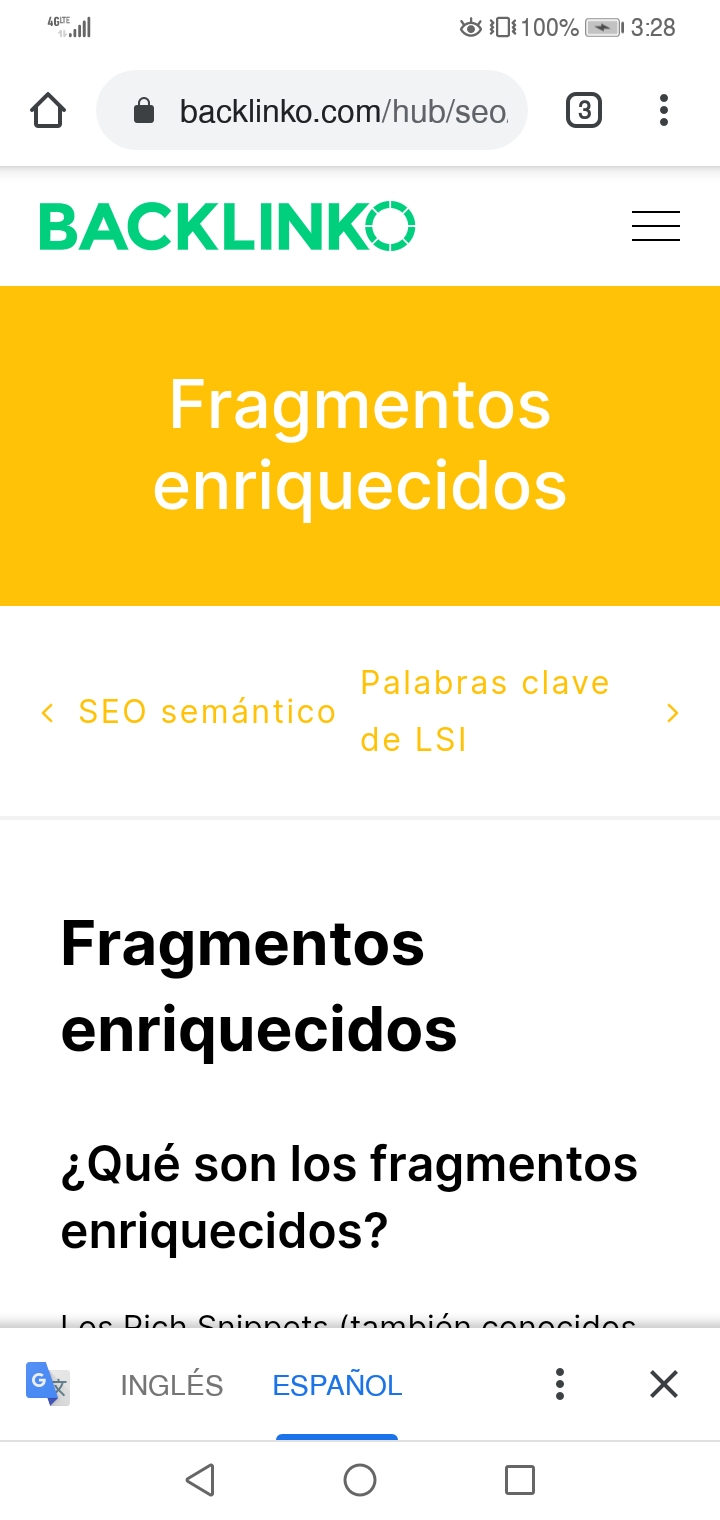 4G LTE 100% 3:28
backlinko.com/hub/seo
3
BACKLINKO
Fragmentos
enriquecidos
SEO semántico
Palabras clave
de LSI
Fragmentos
enriquecidos
¿Qué son los fragmentos
enriquecidos?
Los Rich Snippets (también conocidos
G 文 INGLÉS ESPAÑOL